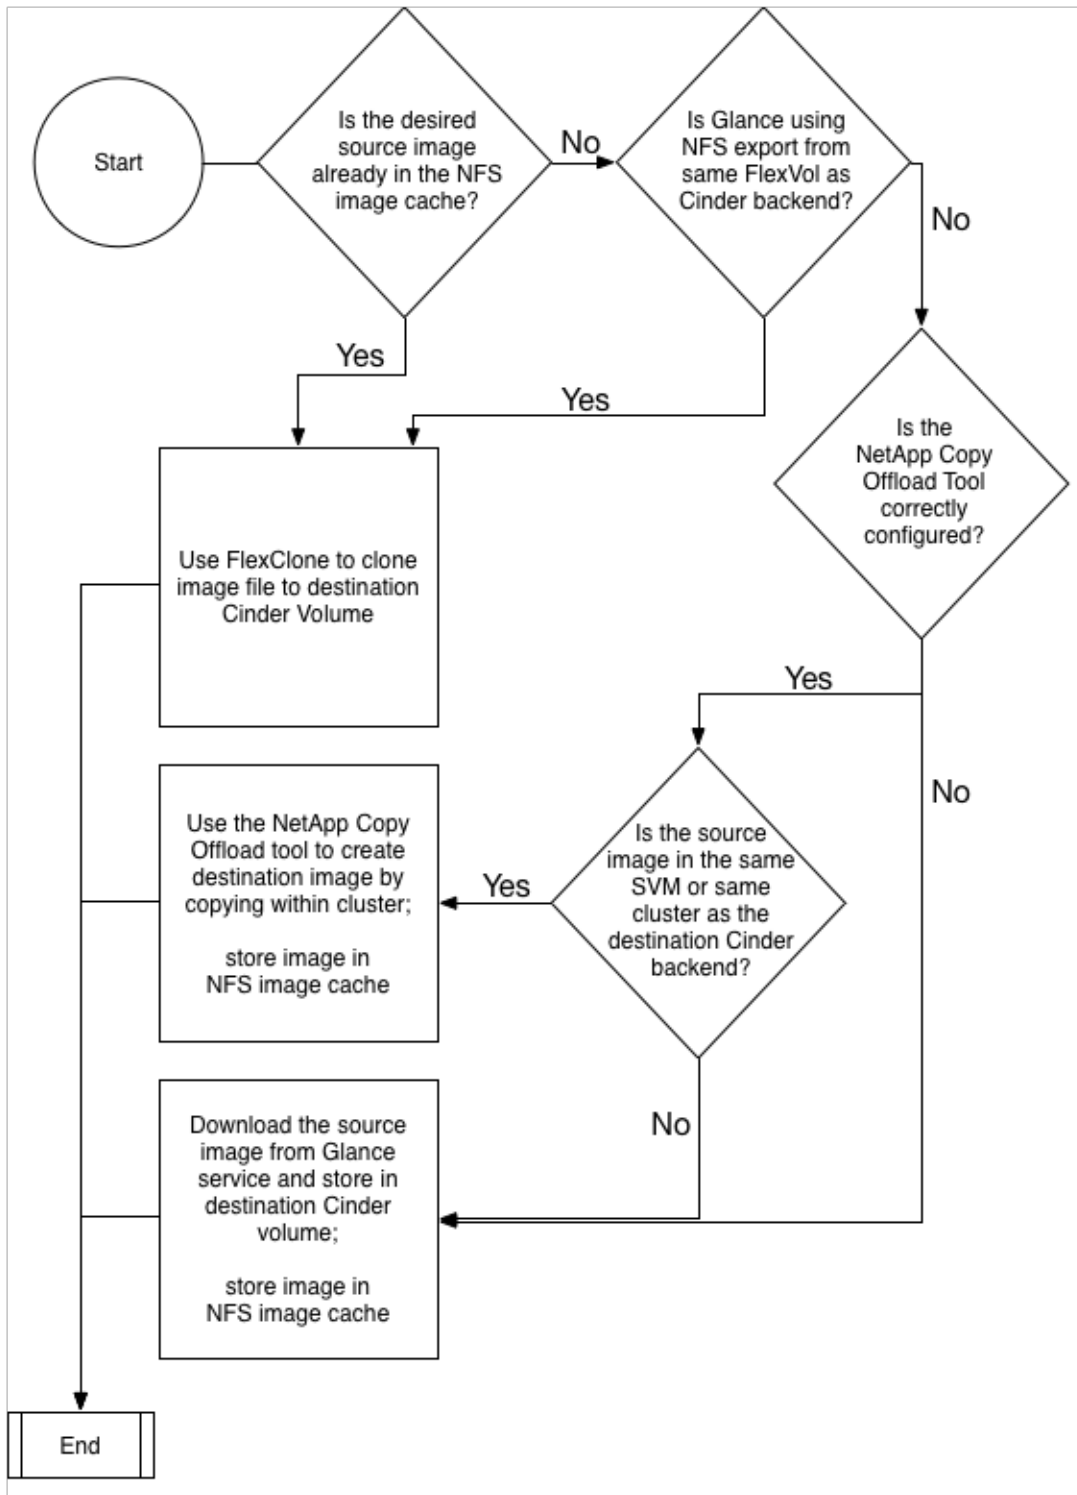 Start
Is the desired
source image
already in the NFS
image cache?
No
Is Glance using
NFS export from
same FlexVol as
Cinder backend?
No
Yes
Yes
Is the
NetApp Copy
Offload Tool
correctly
configured?
Use FlexClone to clone
image file to destination
Cinder Volume
Yes
No
Use the NetApp Copy
Offload tool to create
destination image by
copying within cluster;
store image in
NFS image cache
Yes
Is the source
image in the same
SVM or same
cluster as the
destination Cinder
backend?
No
Download the source
image from Glance
service and store in
destination Cinder
volume;
store image in
NFS image cache
End